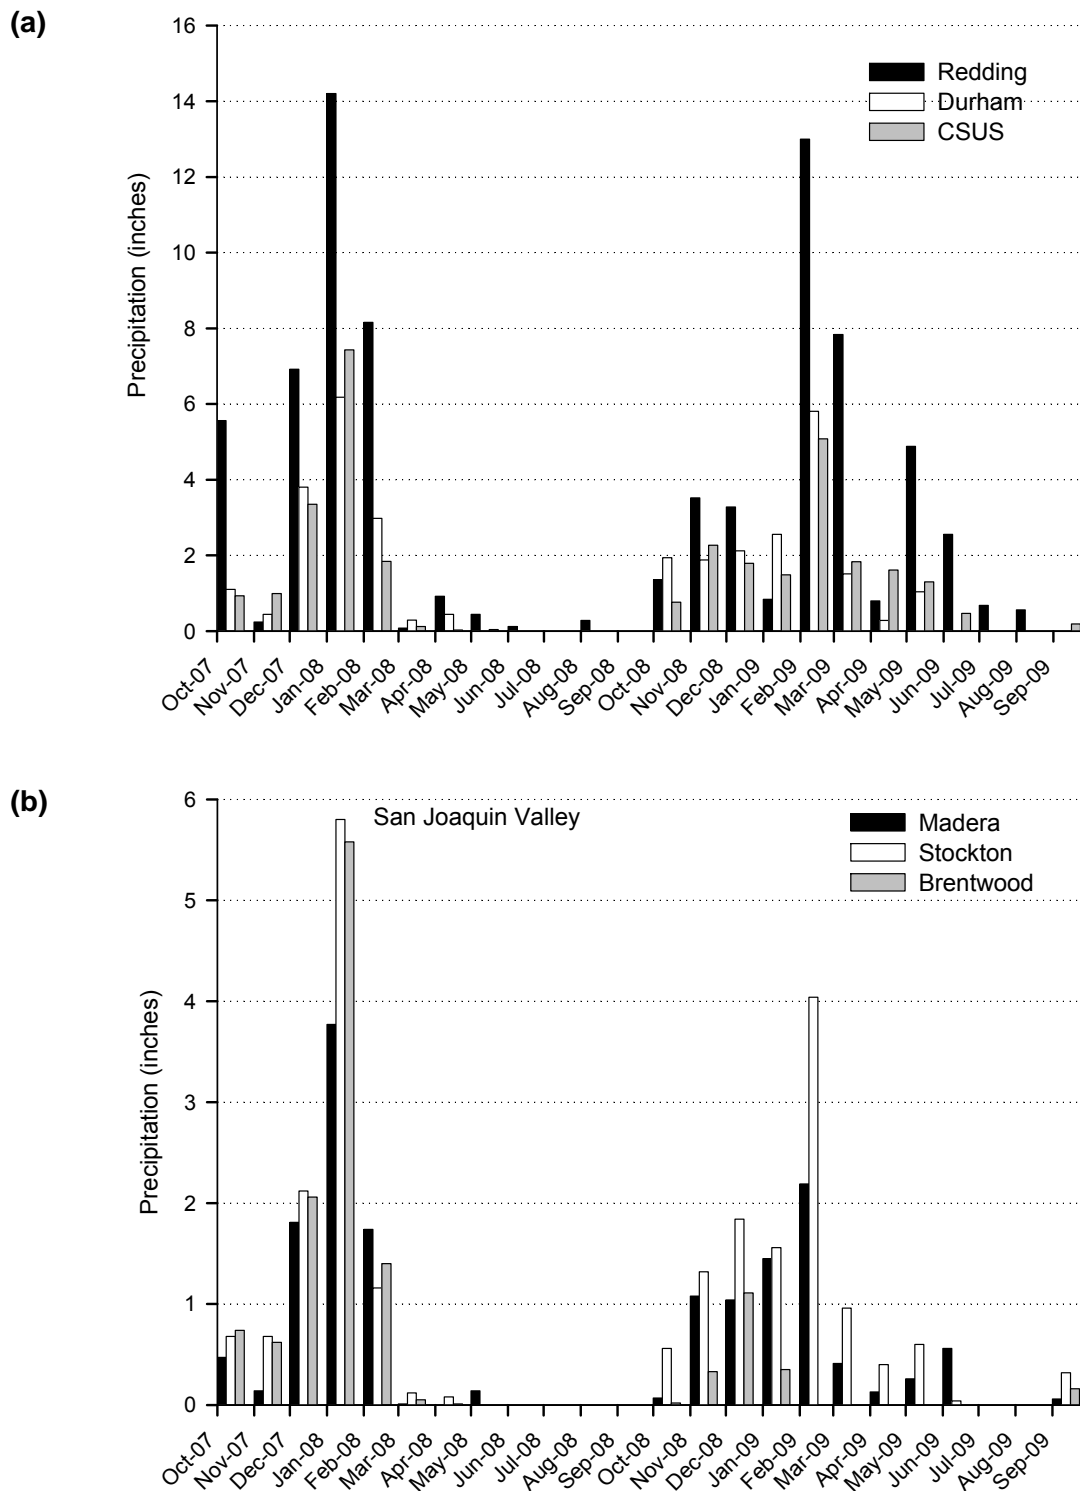 (a)
16
14
12
10
8
6
4
2
0
Precipitation (inches)
Redding
Durham
CSUS
Oct-07
Nov-07
Dec-07
Jan-08
Feb-08
Mar-08
Apr-08
May-08
Jun-08
Jul-08
Aug-08
Sep-08
Oct-08
Nov-08
Dec-08
Jan-09
Feb-09
Mar-09
Apr-09
May-09
Jun-09
Jul-09
Aug-09
Sep-09
(b)
San Joaquin Valley
6
5
4
3
2
1
0
Precipitation (inches)
Madera
Stockton
Brentwood
Oct-07
Nov-07
Dec-07
Jan-08
Feb-08
Mar-08
Apr-08
May-08
Jun-08
Jul-08
Aug-08
Sep-08
Oct-08
Nov-08
Dec-08
Jan-09
Feb-09
Mar-09
Apr-09
May-09
Jun-09
Jul-09
Aug-09
Sep-09